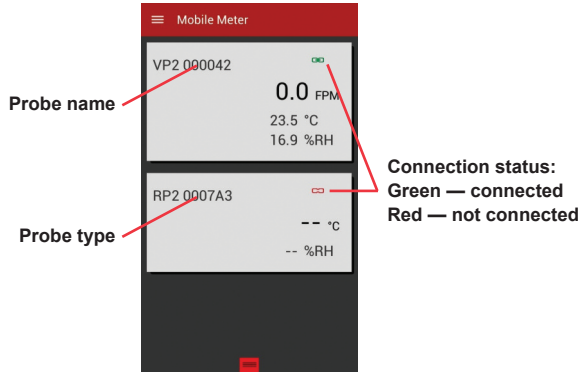 Mobile Meter
VP2 000042
0.0 FPM
23.5 °C
16.9 %RH
Probe name
Connection status:
Green — connected
Red — not connected
RP2 0007A3
-- °C
-- %RH
Probe type